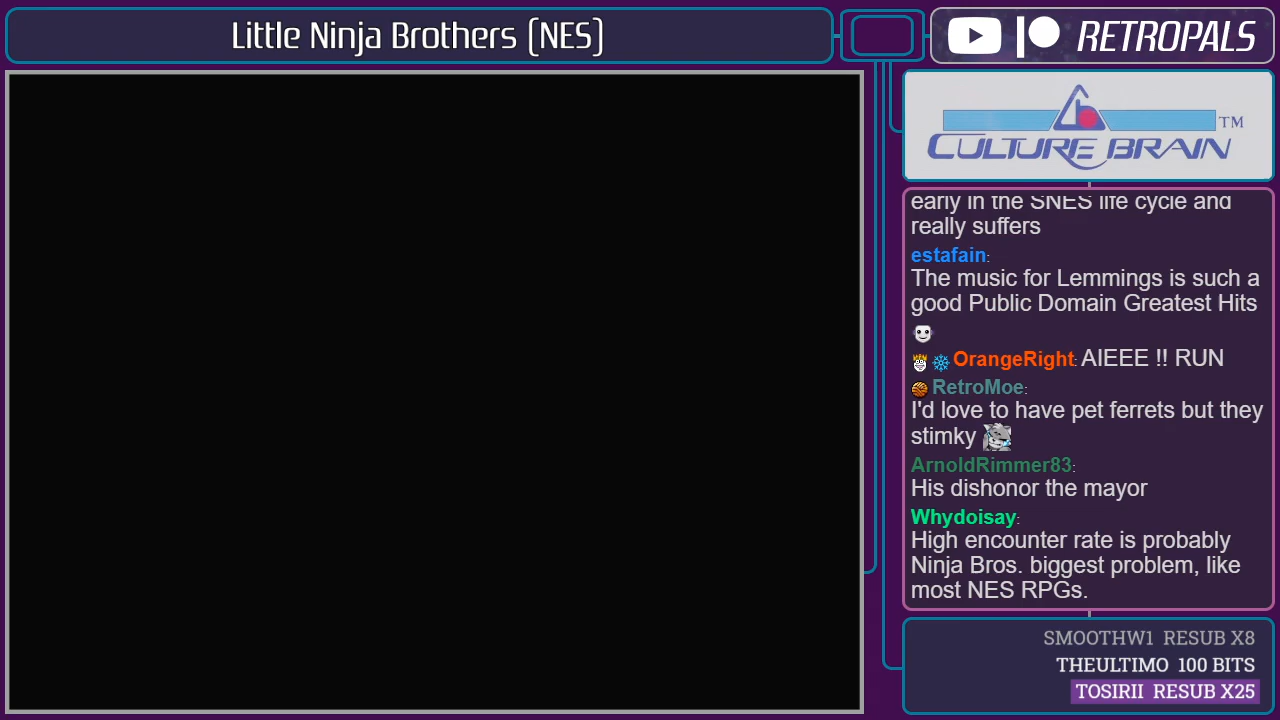 Little Ninja Brothers (NES)
RETROPALS
CULTURE BRAIN TM
early in the SNES life cycle and
really suffers
estafain:
The music for Lemmings is such a
good Public Domain Greatest Hits
OrangeRight: AIEEE !! RUN
RetroMoe:
I'd love to have pet ferrets but they
stimky
ArnoldRimmer83:
His dishonor the mayor
Whydoisay:
High encounter rate is probably
Ninja Bros. biggest problem, like
most NES RPGs.
SMOOTHW1 RESUB X8
THEULTIMO 100 BITS
TOSIRII RESUB X25